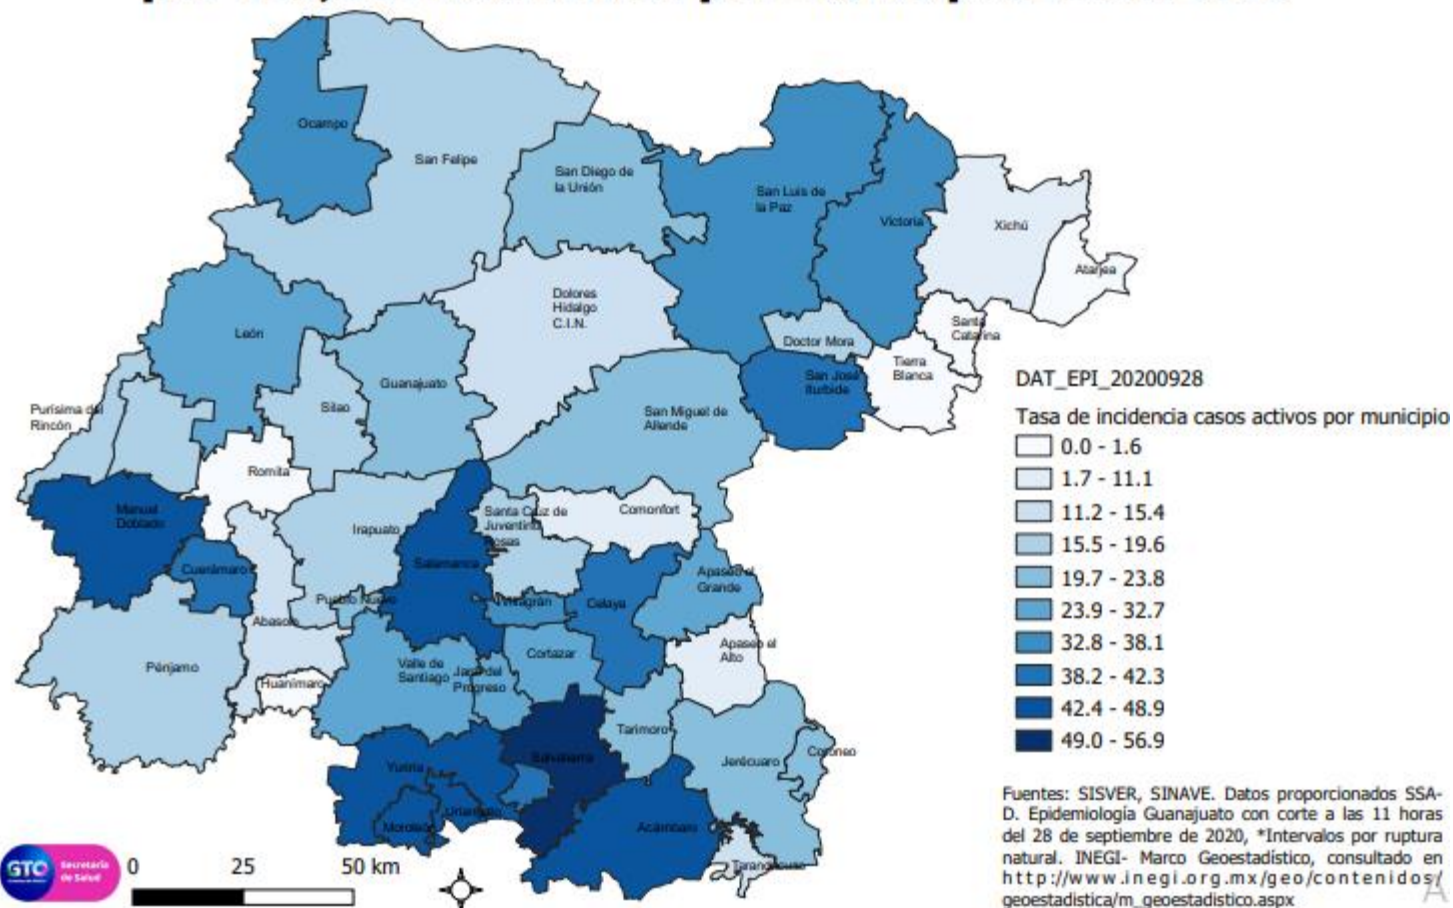 Ocampo
San Felipe
San Diego de
la Unión
San Luis de
la Paz
Victoria
Xichú
Atarjea
Dolores
Hidalgo
C.I.N.
León
Doctor Mora
Santa
Catarina
Tierra
Blanca
San José
Iturbide
Guanajuato
Silao
San Miguel de
Allende
Purísima del
Rincón
Romita
Manuel
Doblado
Irapuato
Santa Cruz de
Juventino
Rosas
Comonfort
Cuerámaro
Salamanca
Apaseo el
Grande
Pueblo Nuevo
Villagrán
Celaya
Abasolo
Apaseo el
Alto
Pénjamo
Valle de
Santiago
Jaral del
Progreso
Cortazar
Huanímaro
Tarimoro
Salvatierra
Jerécuaro
Coroneo
Yuriria
Uriangato
Moroleón
Acámbaro
Tarandacuao
DAT_EPI_20200928
Tasa de incidencia casos activos por municipio
0.0 - 1.6
1.7 - 11.1
11.2 - 15.4
15.5 - 19.6
19.7 - 23.8
23.9 - 32.7
32.8 - 38.1
38.2 - 42.3
42.4 - 48.9
49.0 - 56.9
Fuentes: SISVER, SINAVE. Datos proporcionados SSA-
D. Epidemiología Guanajuato con corte a las 11 horas
del 28 de septiembre de 2020, *Intervalos por ruptura
natural. INEGI- Marco Geoestadístico, consultado en
http://www.inegi.org.mx/geo/contenidos/
geoestadistica/m_geoestadistico.aspx
GTO
Secretaría
de Salud
0 25 50 km